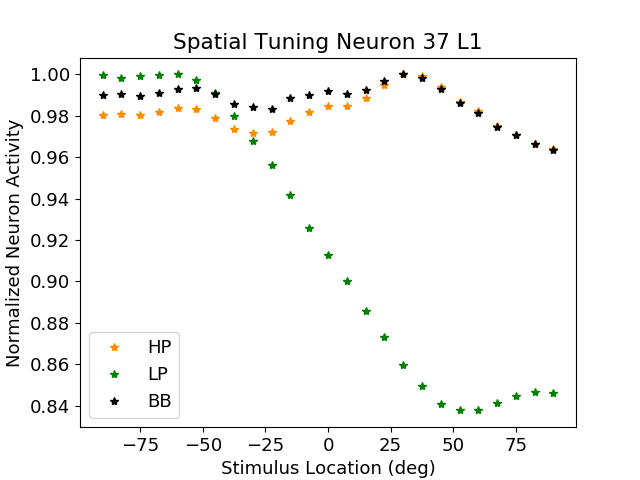 Spatial Tuning Neuron 37 L1
Normalized Neuron Activity
1.00
0.98
0.96
0.94
0.92
0.90
0.88
0.86
0.84
HP
LP
BB
−75 −50 −25 0 25 50 75
Stimulus Location (deg)